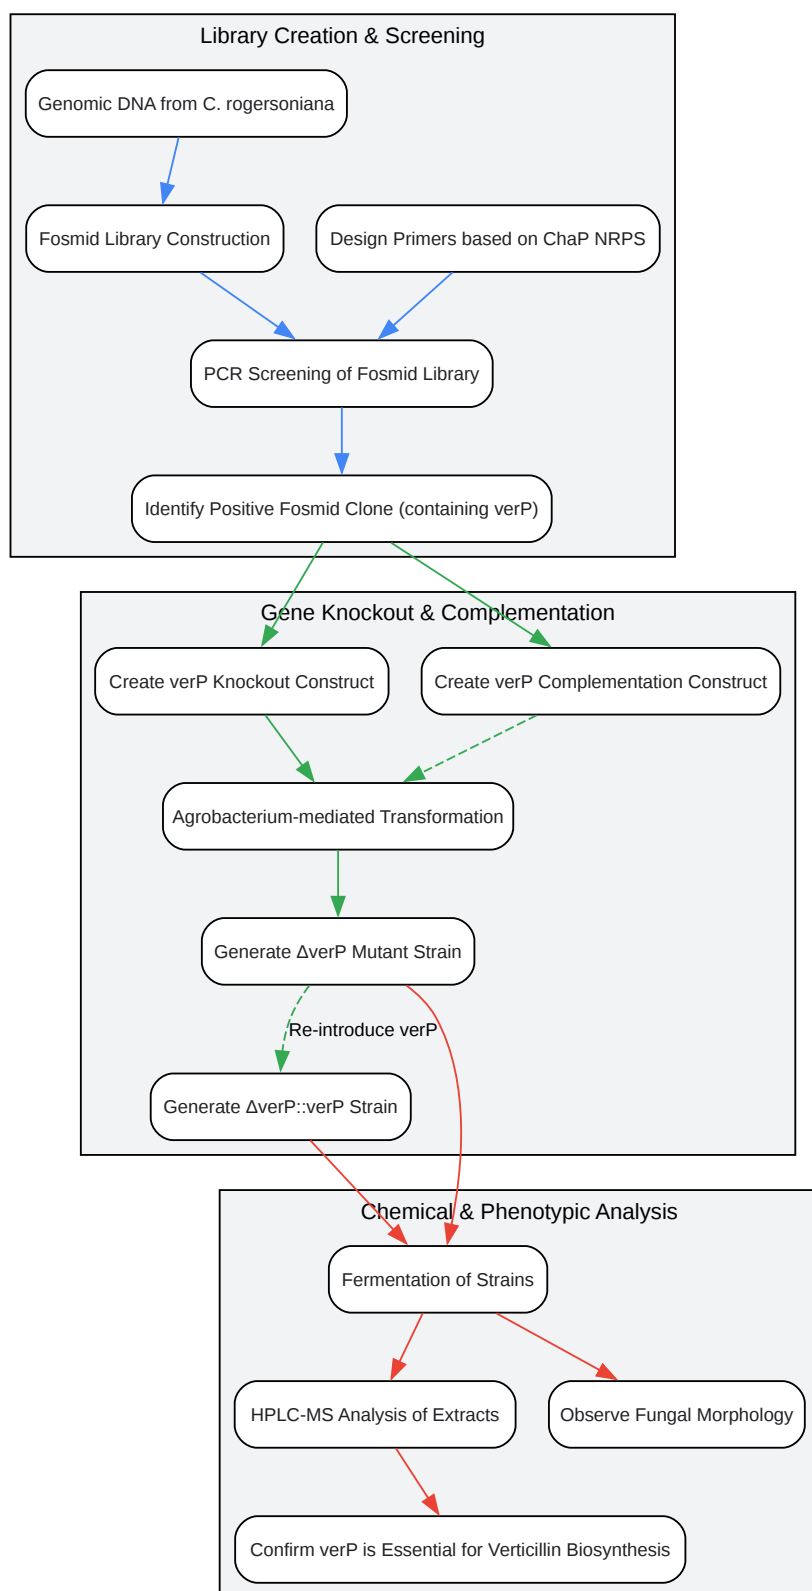 Library Creation & Screening
Genomic DNA from C. rogersoniana
Fosmid Library Construction
Design Primers based on ChaP NRPS
PCR Screening of Fosmid Library
Identify Positive Fosmid Clone (containing verP)
Gene Knockout & Complementation
Create verP Knockout Construct
Create verP Complementation Construct
Agrobacterium-mediated Transformation
Generate ΔverP Mutant Strain
Re-introduce verP
Generate ΔverP::verP Strain
Chemical & Phenotypic Analysis
Fermentation of Strains
HPLC-MS Analysis of Extracts
Observe Fungal Morphology
Confirm verP is Essential for Verticillin Biosynthesis